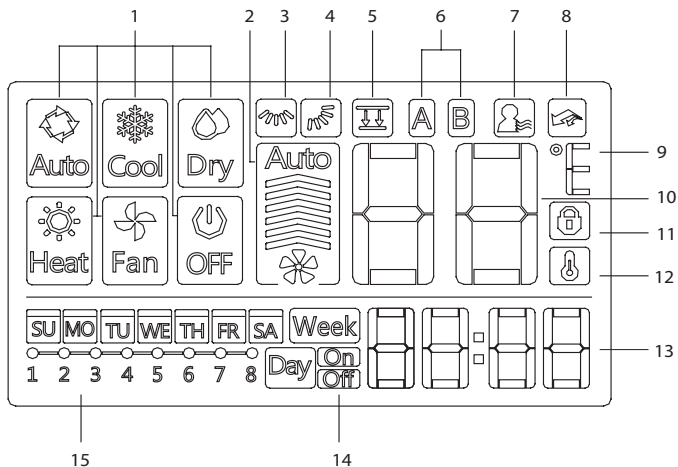 1 2 3 4 5 6 7 8
Auto Cool Dry Auto A B
9
10
Heat Fan OFF 11
12
SU MO TU WE TH FR SA Week 88:88 13
1 2 3 4 5 6 7 8 Day On
Off
15 14